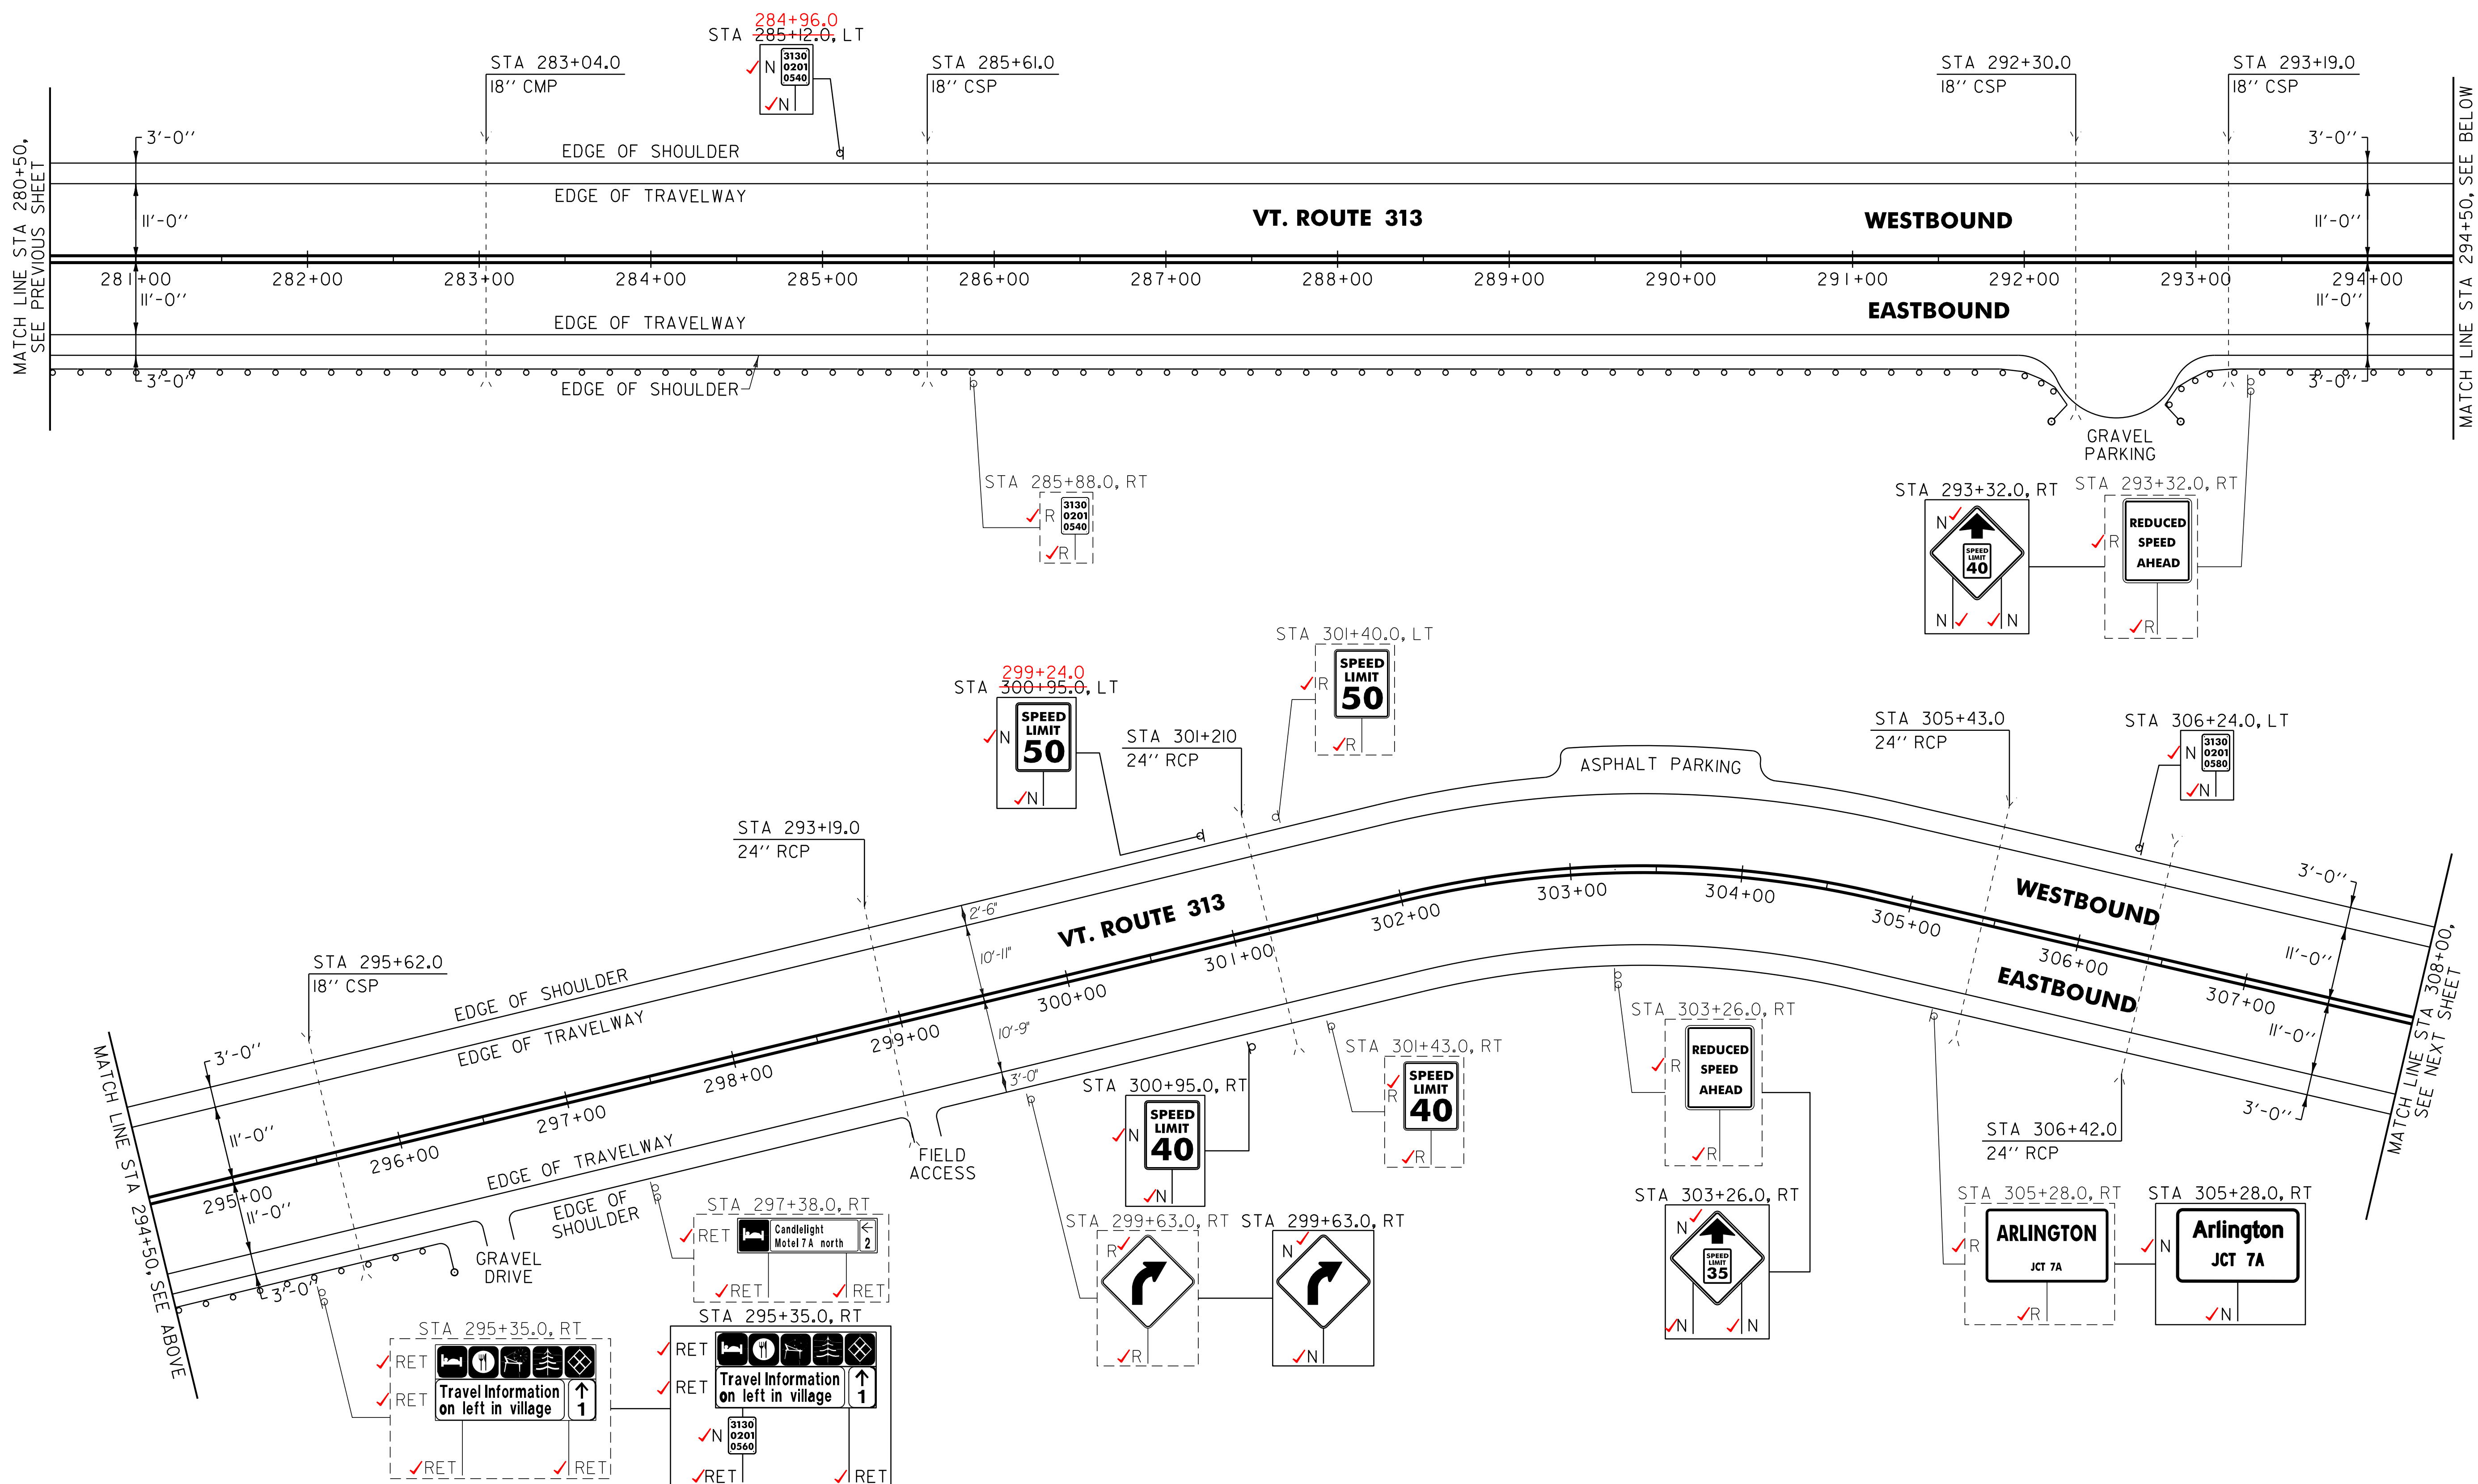 284+96.0
STA 285+12.0, LT
N 3130
0201
0540
N
STA 283+04.0
18'' CMP
STA 285+61.0
18'' CSP
STA 292+30.0
18'' CSP
STA 293+19.0
18'' CSP
MATCH LINE STA 280+50,
SEE PREVIOUS SHEET
3'-0''
11'-0''
11'-0''
3'-0''
EDGE OF SHOULDER
EDGE OF TRAVELWAY
VT. ROUTE 313
WESTBOUND
3'-0''
11'-0''
11'-0''
3'-0''
MATCH LINE STA 294+50, SEE BELOW
281+00
282+00
283+00
284+00
285+00
286+00
287+00
288+00
289+00
290+00
291+00
292+00
293+00
294+00
EASTBOUND
EDGE OF TRAVELWAY
EDGE OF SHOULDER
GRAVEL
PARKING
STA 285+88.0, RT
R 3130
0201
0540
R
STA 293+32.0, RT
N
SPEED
LIMIT
40
N N
STA 293+32.0, RT
R
REDUCED
SPEED
AHEAD
R
299+24.0
STA 300+95.0, LT
N
SPEED
LIMIT
50
N
STA 301+40.0, LT
R
SPEED
LIMIT
50
R
STA 301+210
24'' RCP
STA 305+43.0
24'' RCP
STA 306+24.0, LT
N 3130
0201
0580
N
ASPHALT PARKING
STA 293+19.0
24'' RCP
STA 295+62.0
18'' CSP
MATCH LINE STA 294+50, SEE ABOVE
3'-0''
11'-0''
11'-0''
3'-0''
EDGE OF SHOULDER
EDGE OF TRAVELWAY
2'-6"
10'-11"
10'-9"
3'-0"
VT. ROUTE 313
WESTBOUND
EASTBOUND
3'-0''
11'-0''
11'-0''
3'-0''
MATCH LINE STA 308+00,
SEE NEXT SHEET
295+00
296+00
297+00
298+00
299+00
300+00
301+00
302+00
303+00
304+00
305+00
306+00
307+00
EDGE OF TRAVELWAY
EDGE OF
SHOULDER
GRAVEL
DRIVE
FIELD
ACCESS
STA 306+42.0
24'' RCP
STA 297+38.0, RT
RET
Candlelight
Motel 7A north
2
RET RET
STA 295+35.0, RT
RET
RET
Travel Information
on left in village
1
RET RET
STA 295+35.0, RT
RET
RET
Travel Information
on left in village
1
N 3130
0201
0560
RET RET
STA 299+63.0, RT
R
R
STA 299+63.0, RT
N
N
STA 300+95.0, RT
N
SPEED
LIMIT
40
N
STA 301+43.0, RT
R
SPEED
LIMIT
40
R
STA 303+26.0, RT
R
REDUCED
SPEED
AHEAD
R
STA 303+26.0, RT
N
SPEED
LIMIT
35
N N
STA 305+28.0, RT
R
ARLINGTON
JCT 7A
R
STA 305+28.0, RT
N
Arlington
JCT 7A
N